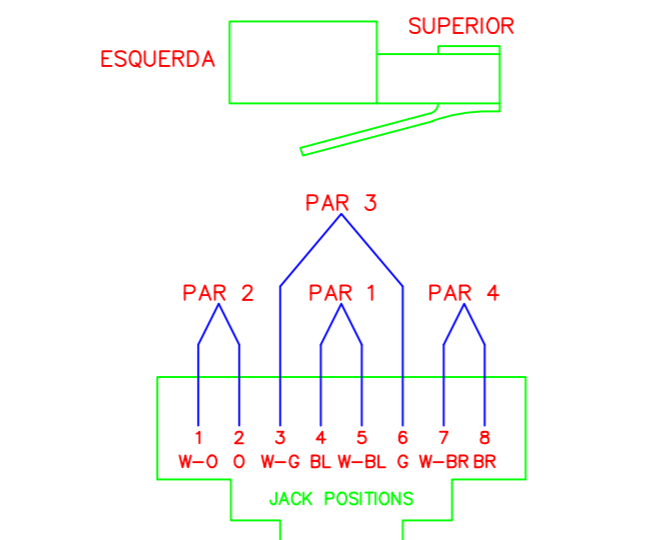 SUPERIOR
ESQUERDA
PAR 3
PAR 2 PAR 1 PAR 4
1 2 3 4 5 6 7 8
W-O O W-G BL W-BL G W-BR BR
JACK POSITIONS